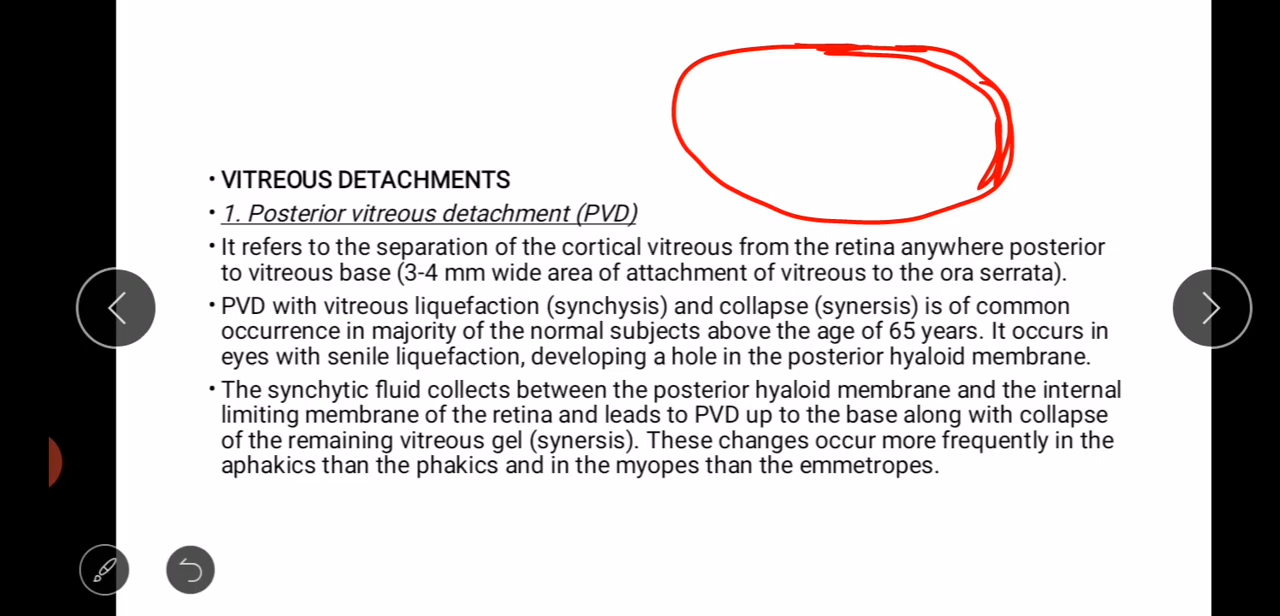 • VITREOUS DETACHMENTS
• 1. Posterior vitreous detachment (PVD)
• It refers to the separation of the cortical vitreous from the retina anywhere posterior
to vitreous base (3-4 mm wide area of attachment of vitreous to the ora serrata).
• PVD with vitreous liquefaction (synchysis) and collapse (synersis) is of common
occurrence in majority of the normal subjects above the age of 65 years. It occurs in
eyes with senile liquefaction, developing a hole in the posterior hyaloid membrane.
• The synchytic fluid collects between the posterior hyaloid membrane and the internal
limiting membrane of the retina and leads to PVD up to the base along with collapse
of the remaining vitreous gel (synersis). These changes occur more frequently in the
aphakics than the phakics and in the myopes than the emmetropes.